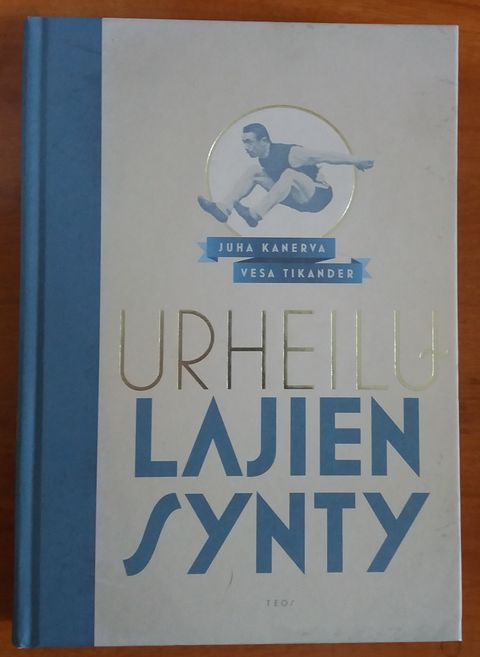 JUHA KANERVA
VESA TIKANDER
URHEILU-
LAJIEN
SYNTY
TEOS